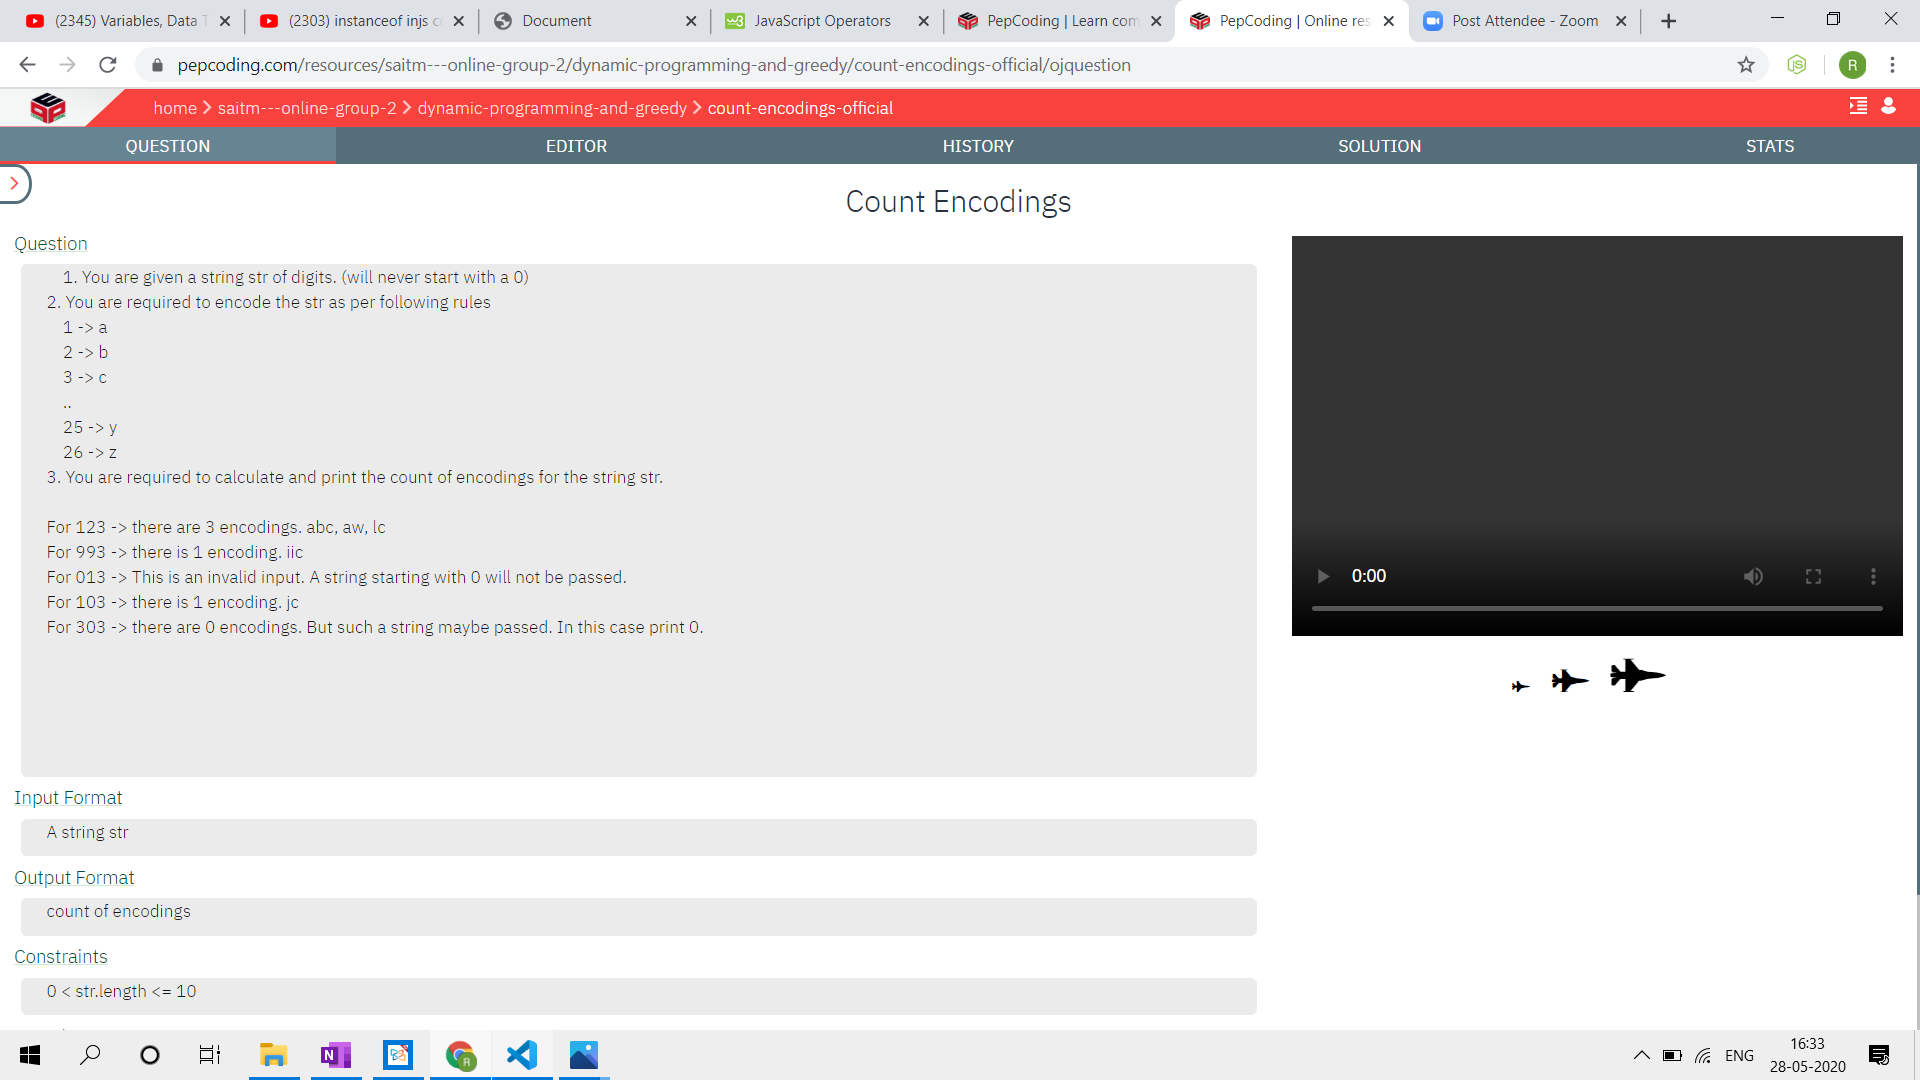 (2345) Variables, Data T
(2303) instanceof injs c
Document
JavaScript Operators
PepCoding | Learn com
PepCoding | Online res
Post Attendee - Zoom
pepcoding.com/resources/saitm---online-group-2/dynamic-programming-and-greedy/count-encodings-official/ojquestion
R
home > saitm---online-group-2 > dynamic-programming-and-greedy > count-encodings-official
QUESTION
EDITOR
HISTORY
SOLUTION
STATS
Count Encodings
Question
1. You are given a string str of digits. (will never start with a 0)
2. You are required to encode the str as per following rules
1 -> a
2 -> b
3 -> c
..
25 -> y
26 -> z
3. You are required to calculate and print the count of encodings for the string str.
For 123 -> there are 3 encodings. abc, aw, lc
For 993 -> there is 1 encoding. iic
For 013 -> This is an invalid input. A string starting with 0 will not be passed.
For 103 -> there is 1 encoding. jc
For 303 -> there are 0 encodings. But such a string maybe passed. In this case print 0.
0:00
Input Format
A string str
Output Format
count of encodings
Constraints
0 < str.length <= 10
ENG
16:33
28-05-2020